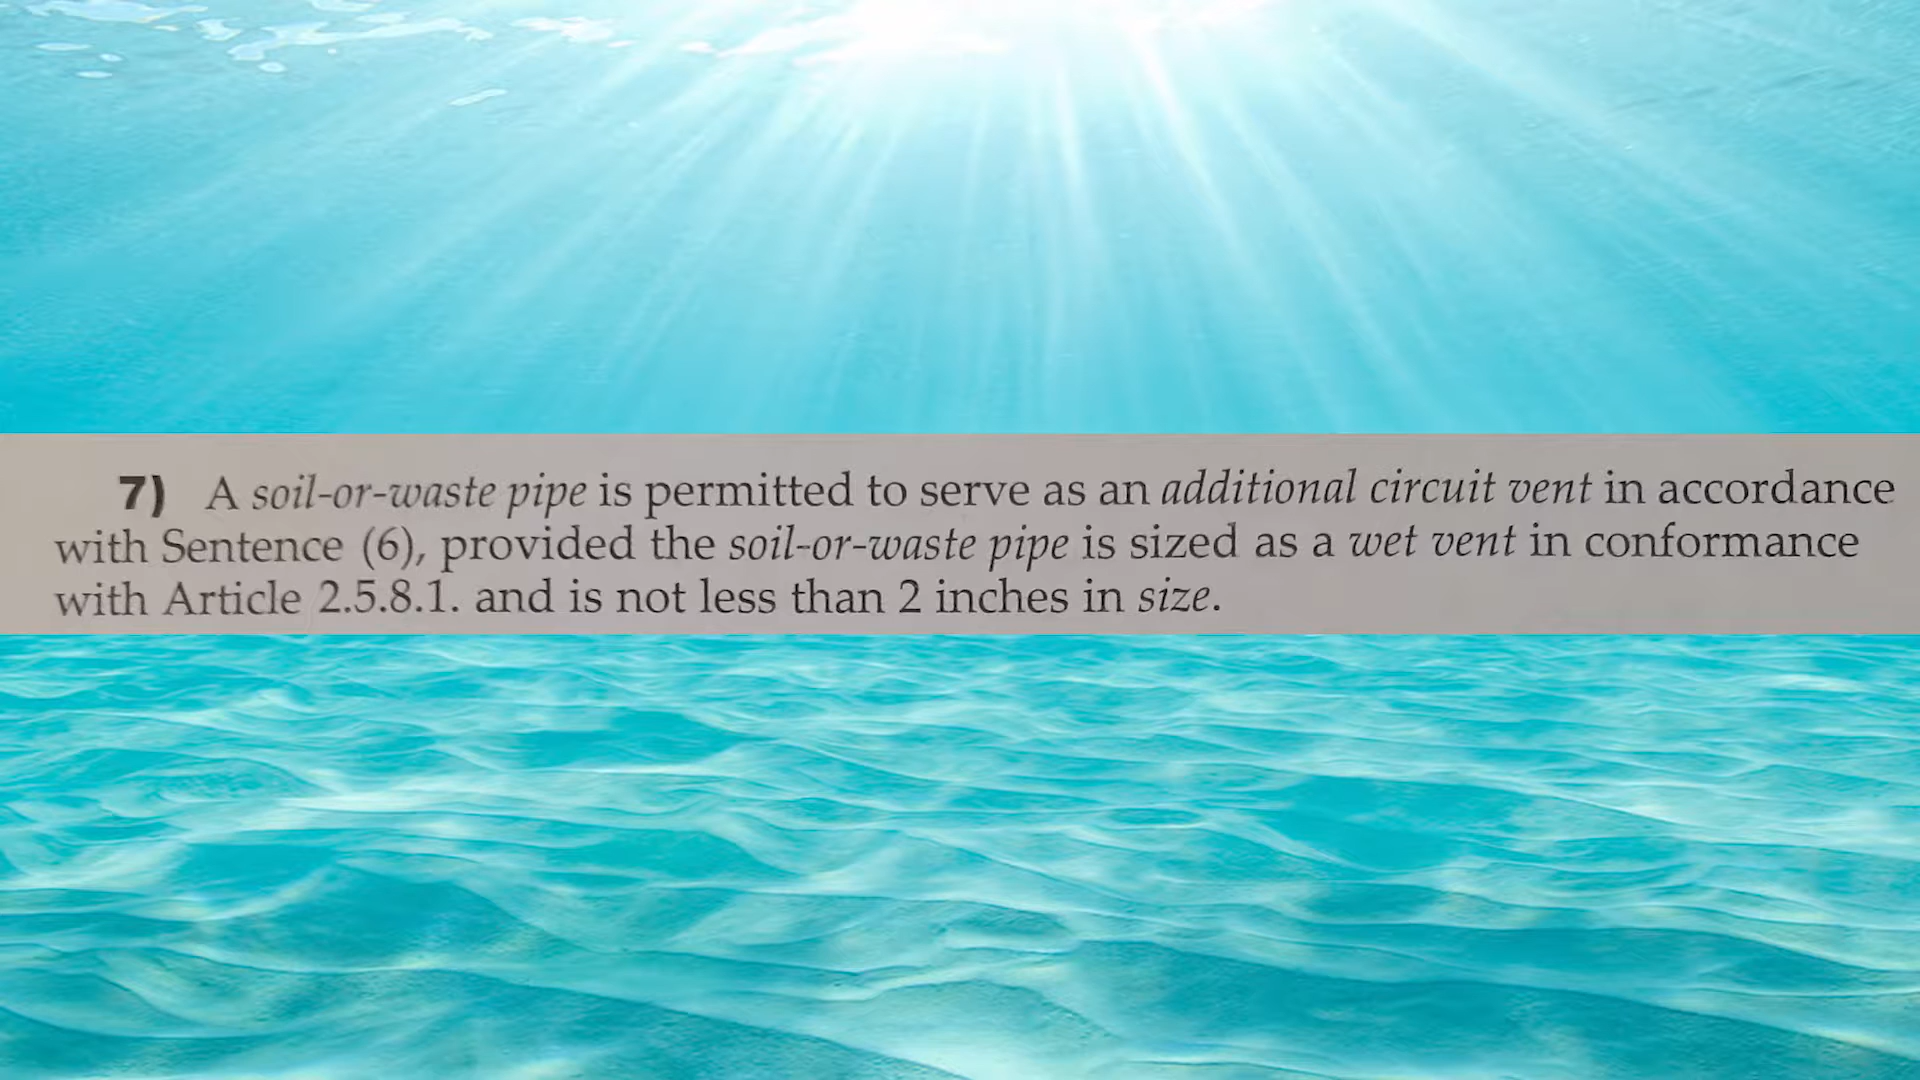 7) A soil-or-waste pipe is permitted to serve as an additional circuit vent in accordance
with Sentence (6), provided the soil-or-waste pipe is sized as a wet vent in conformance
with Article 2.5.8.1. and is not less than 2 inches in size.